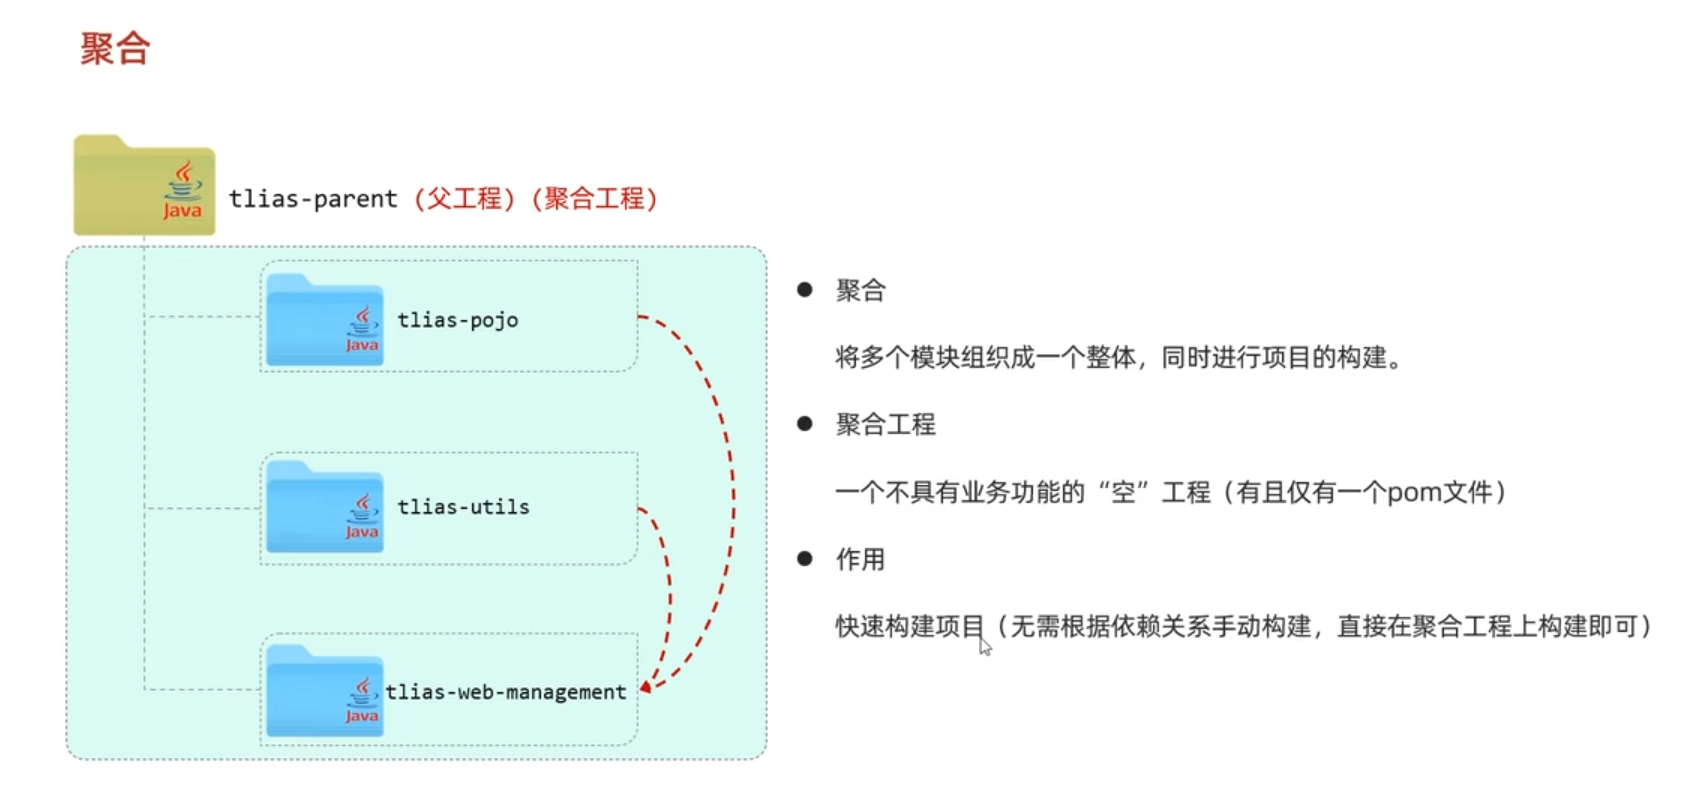 聚合
Java
tlias-parent（父工程）(聚合工程）
Java
tlias-pojo
Java
tlias-utils
Java
tlias-web-management
聚合
将多个模块组织成一个整体，同时进行项目的构建。
聚合工程
一个不具有业务功能的“空”工程（有且仅有一个pom文件）
作用
快速构建项目（无需根据依赖关系手动构建，直接在聚合工程上构建即可）